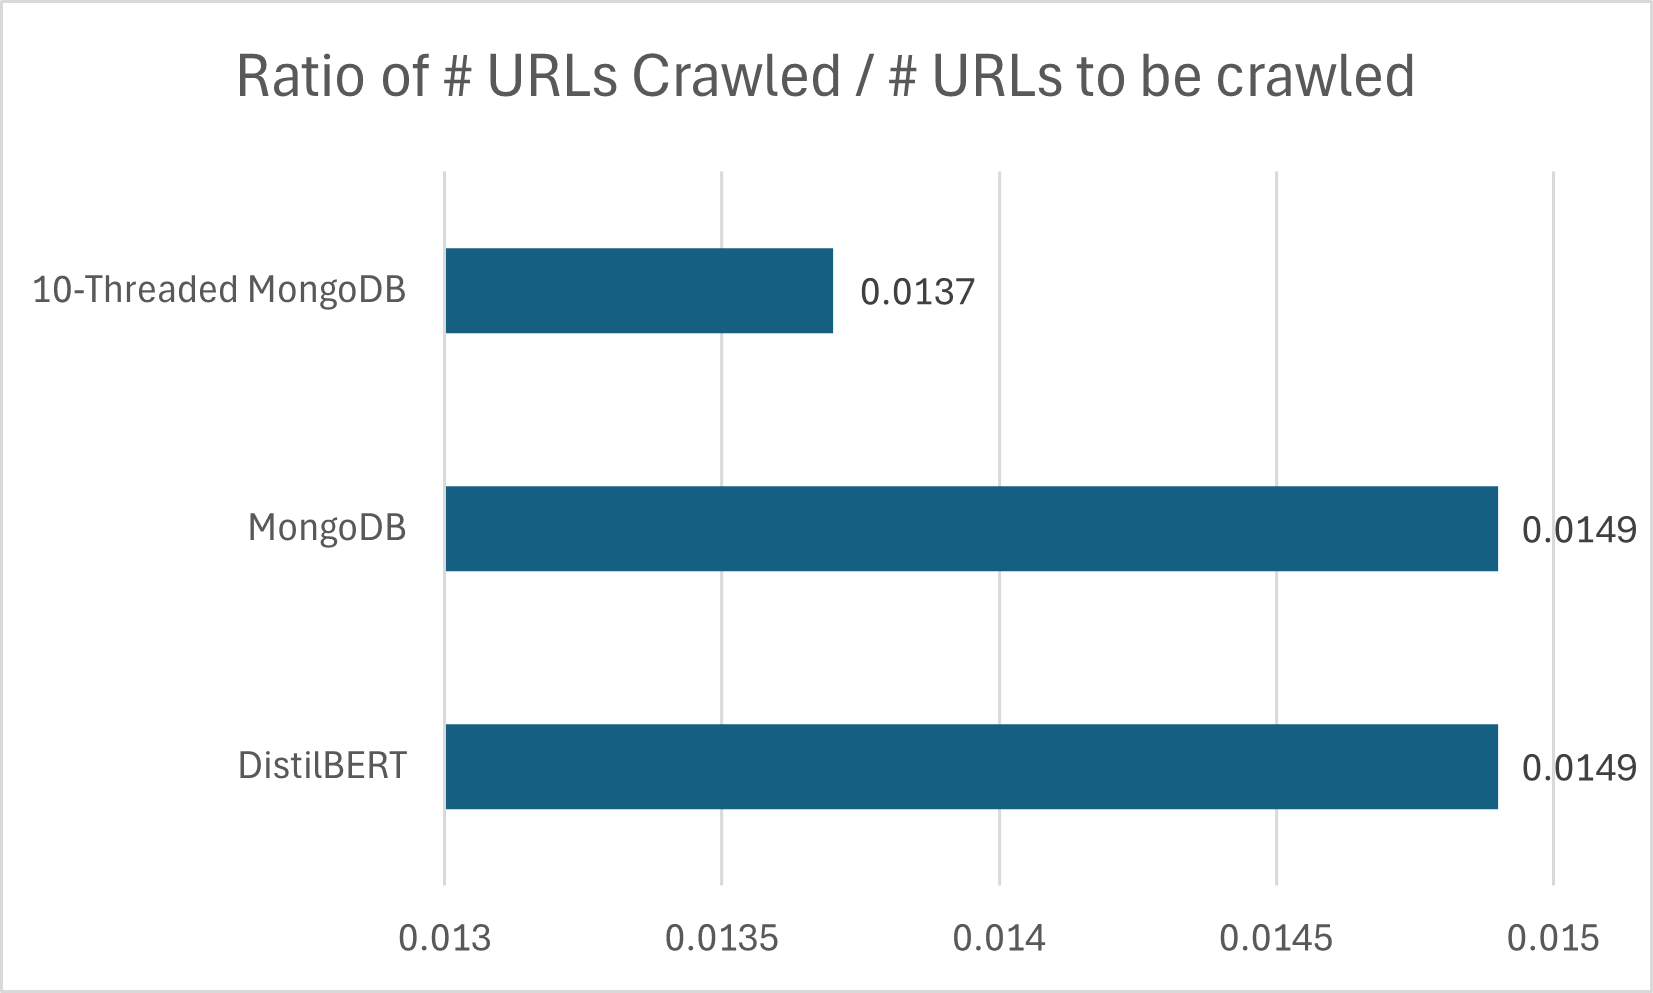 Ratio of # URLs Crawled / # URLs to be crawled
10-Threaded MongoDB
0.0137
MongoDB
0.0149
DistilBERT
0.0149
0.013
0.0135
0.014
0.0145
0.015